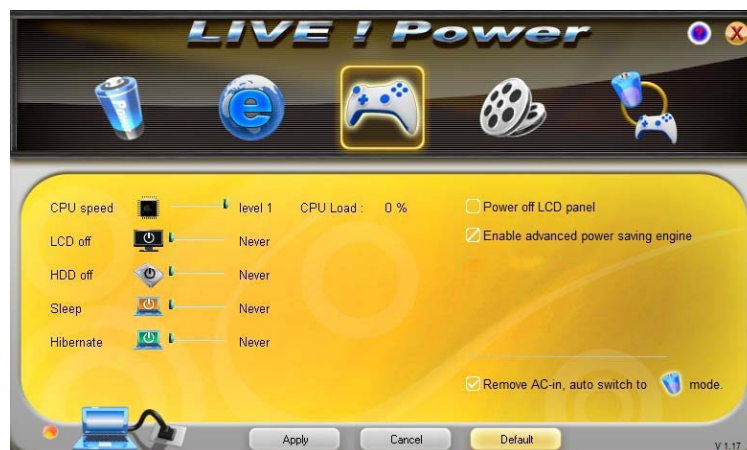 LIVE ! Power
CPU speed level 1 CPU Load : 0 %
LCD off Never
HDD off Never
Sleep Never
Hibernate Never
Power off LCD panel
Enable advanced power saving engine
Remove AC-in, auto switch to mode.
Apply Cancel Default
V 1.17